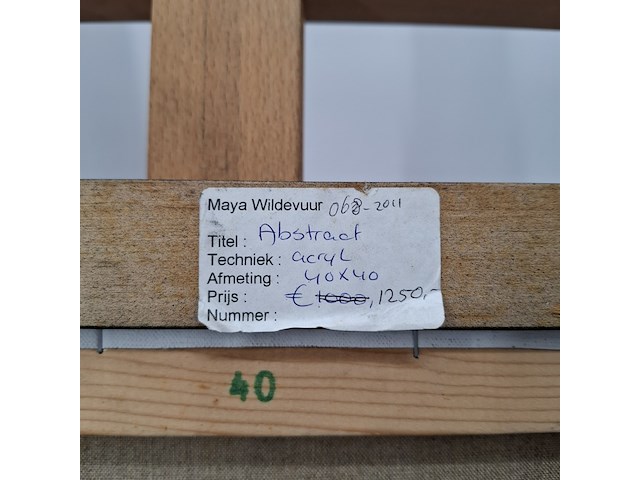 Maya Wildevuur 068-2011
Titel : Abstract
Techniek : acryl
Afmeting : 40x40
Prijs : € 1000, 1250,-
Nummer :
40